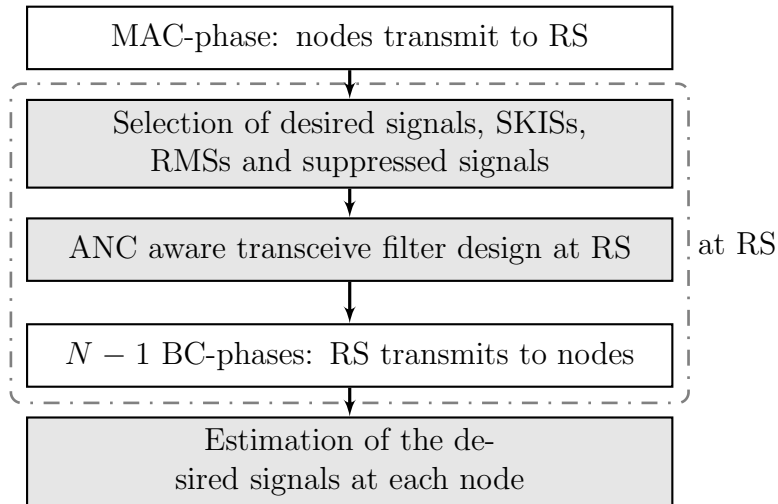 MAC-phase: nodes transmit to RS
Selection of desired signals, SKISs,
RMSs and suppressed signals
ANC aware transceive filter design at RS
at RS
N − 1 BC-phases: RS transmits to nodes
Estimation of the de-
sired signals at each node